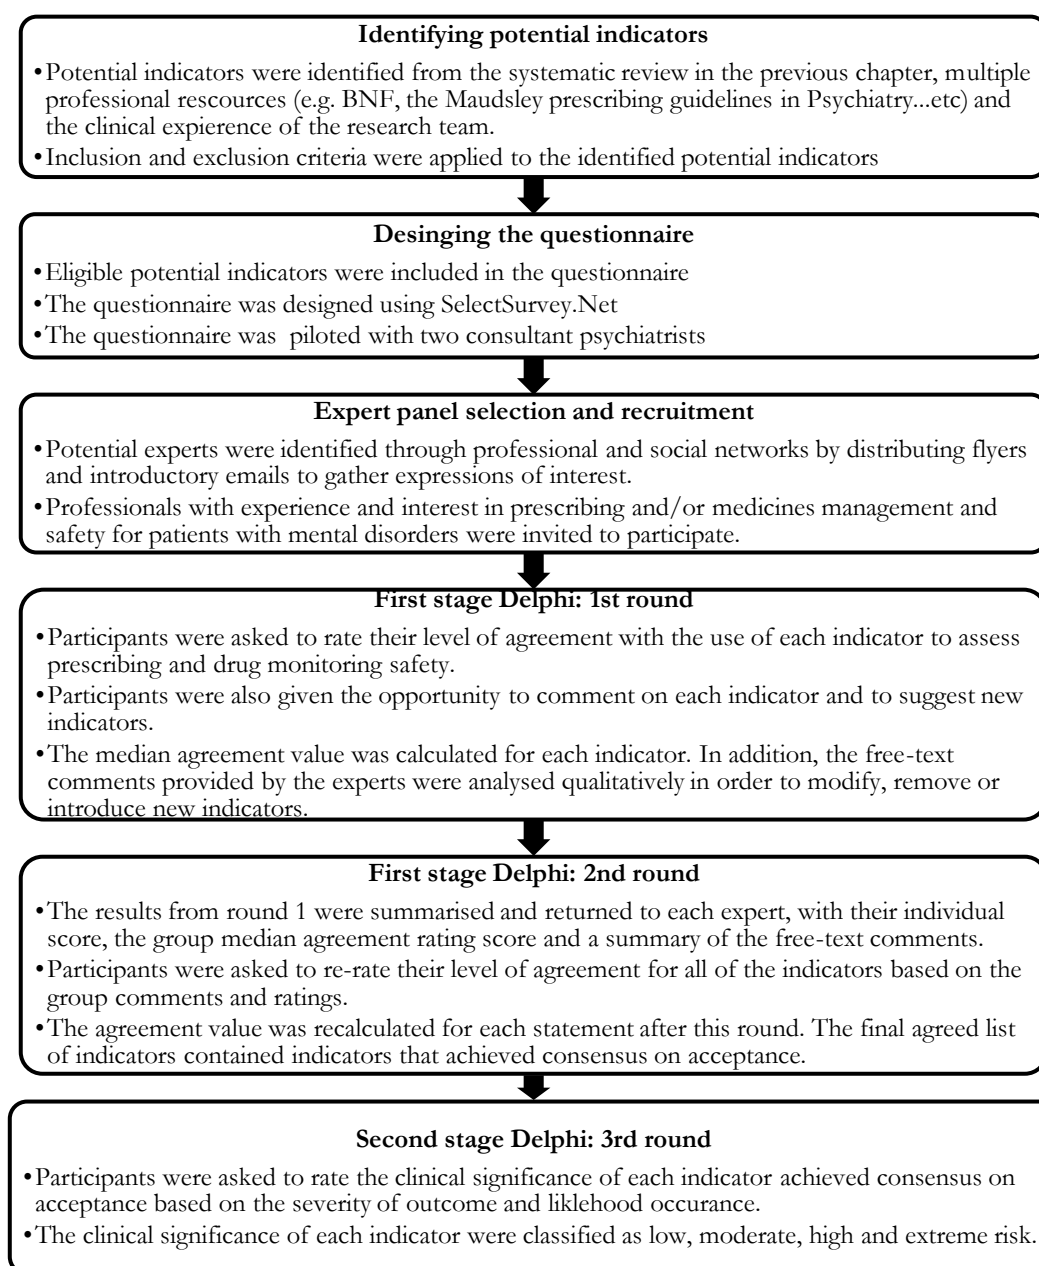 Identifying potential indicators
•Potential indicators were identified from the systematic review in the previous chapter, multiple
professional rescources (e.g. BNF, the Maudsley prescribing guidelines in Psychiatry...etc) and
the clinical expierence of the research team.
•Inclusion and exclusion criteria were applied to the identified potential indicators
Desinging the questionnaire
•Eligible potential indicators were included in the questionnaire
•The questionnaire was designed using SelectSurvey.Net
•The questionnaire was piloted with two consultant psychiatrists
Expert panel selection and recruitment
•Potential experts were identified through professional and social networks by distributing flyers
and introductory emails to gather expressions of interest.
•Professionals with experience and interest in prescribing and/or medicines management and
safety for patients with mental disorders were invited to participate.
First stage Delphi: 1st round
•Participants were asked to rate their level of agreement with the use of each indicator to assess
prescribing and drug monitoring safety.
•Participants were also given the opportunity to comment on each indicator and to suggest new
indicators.
•The median agreement value was calculated for each indicator. In addition, the free-text
comments provided by the experts were analysed qualitatively in order to modify, remove or
introduce new indicators.
First stage Delphi: 2nd round
•The results from round 1 were summarised and returned to each expert, with their individual
score, the group median agreement rating score and a summary of the free-text comments.
•Participants were asked to re-rate their level of agreement for all of the indicators based on the
group comments and ratings.
•The agreement value was recalculated for each statement after this round. The final agreed list
of indicators contained indicators that achieved consensus on acceptance.
Second stage Delphi: 3rd round
•Participants were asked to rate the clinical significance of each indicator achieved consensus on
acceptance based on the severity of outcome and liklehood occurance.
•The clinical significance of each indicator were classified as low, moderate, high and extreme risk.